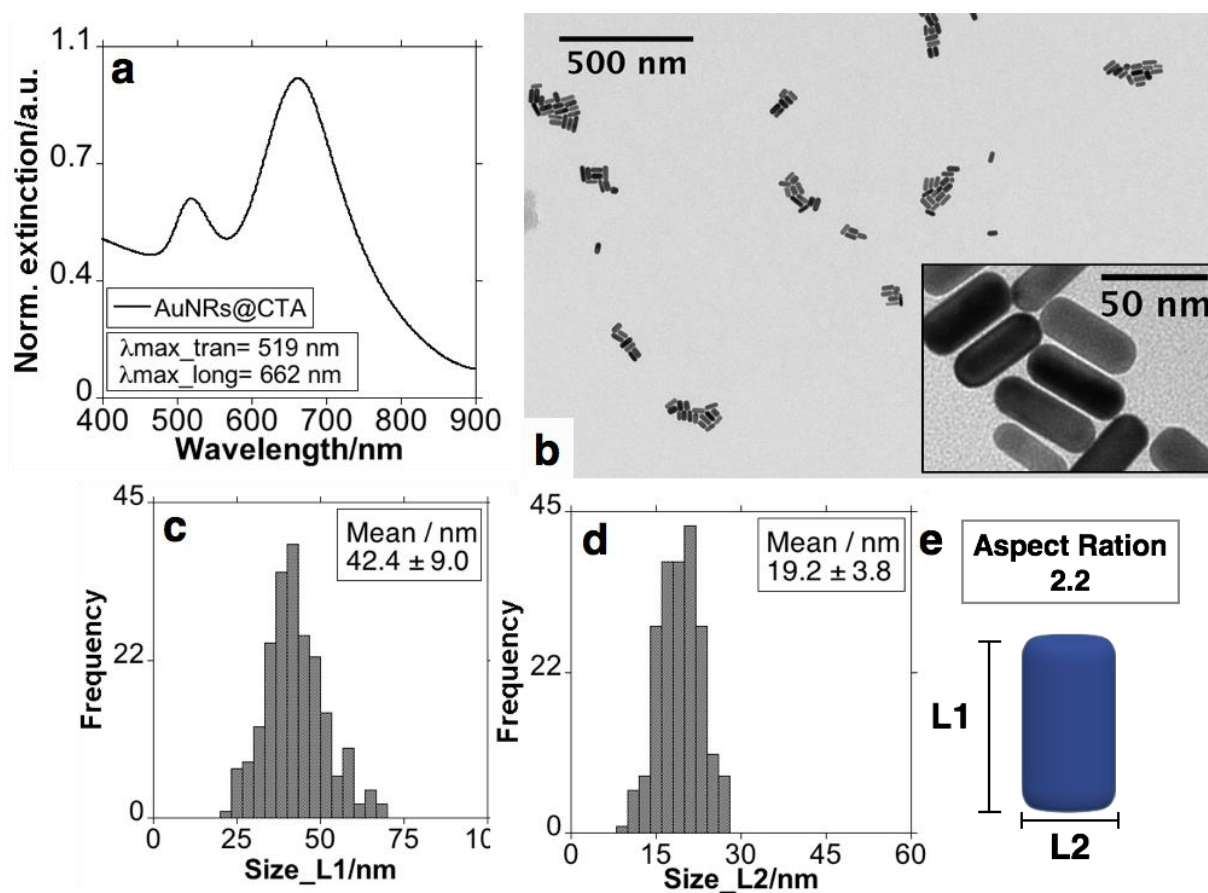 a
1.1
0.7
0.4
0
Norm. extinction/a.u.
AuNRs@CTA
λmax_tran= 519 nm
λmax_long= 662 nm
400 500 600 700 800 900
Wavelength/nm
500 nm
50 nm
b
c
45
22
0
Frequency
Mean / nm
42.4 ± 9.0
0 25 50 75 10
Size_L1/nm
d
45
22
0
Frequency
Mean / nm
19.2 ± 3.8
0 15 30 45 60
Size_L2/nm
e
Aspect Ration
2.2
L1
L2